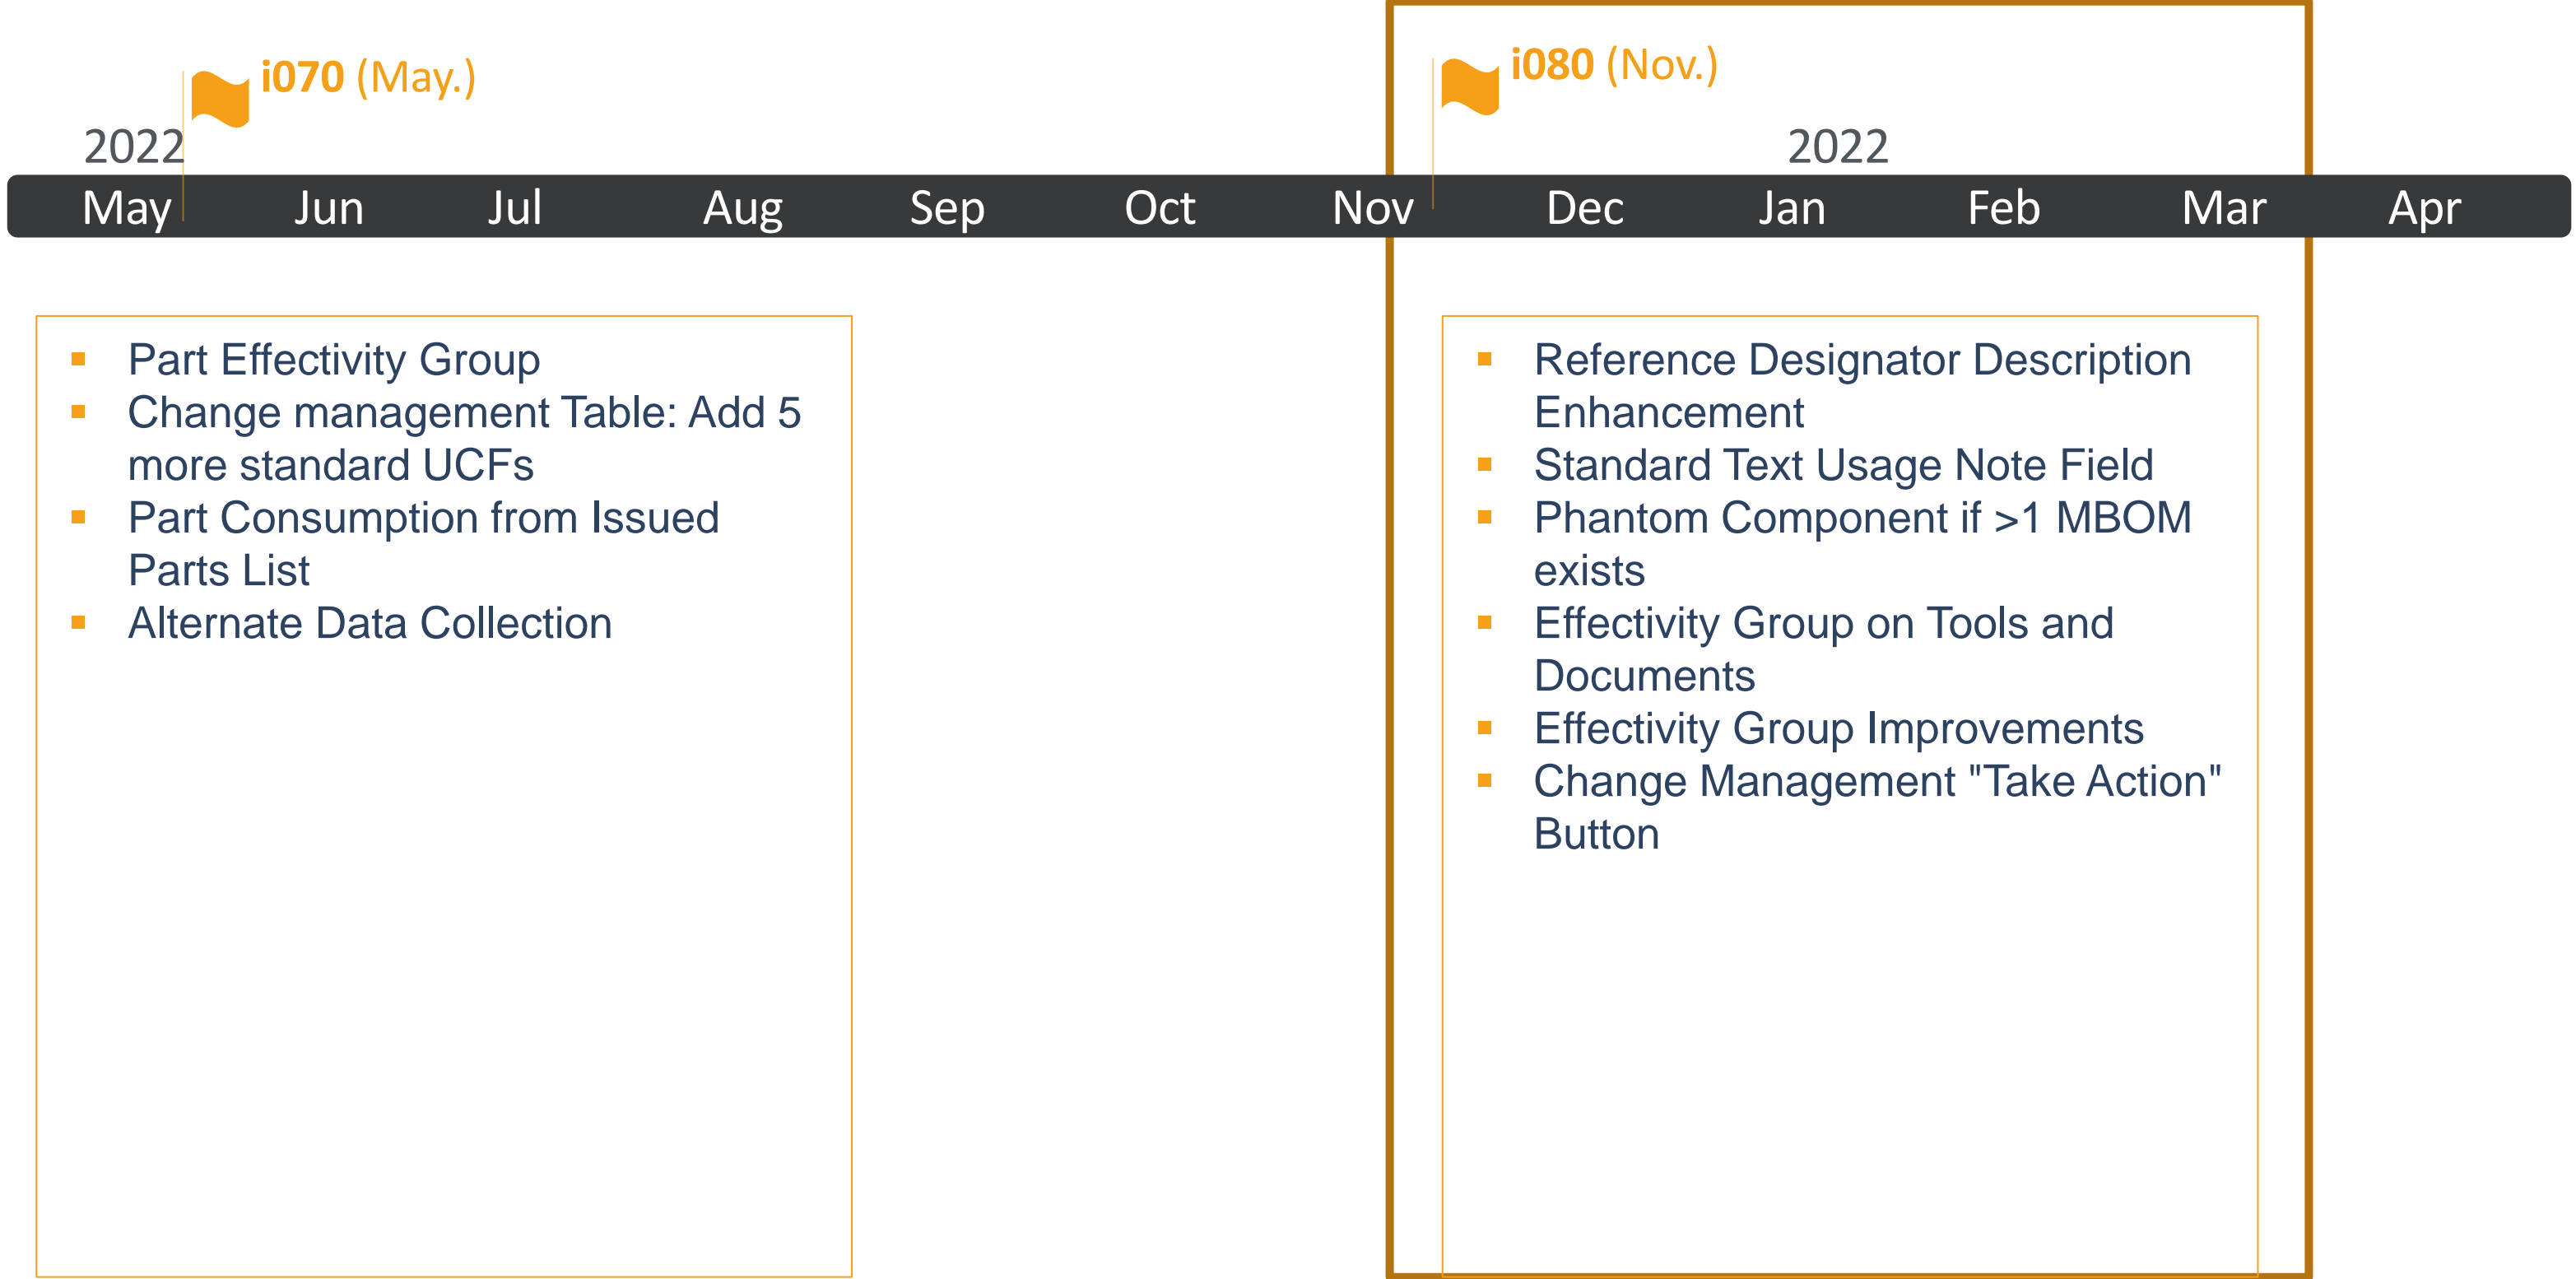 i070 (May.)
i080 (Nov.)
2022
2022
May Jun Jul Aug Sep Oct Nov Dec Jan Feb Mar Apr
Part Effectivity Group
Change management Table: Add 5
more standard UCFs
Part Consumption from Issued
Parts List
Alternate Data Collection
Reference Designator Description
Enhancement
Standard Text Usage Note Field
Phantom Component if >1 MBOM
exists
Effectivity Group on Tools and
Documents
Effectivity Group Improvements
Change Management "Take Action"
Button